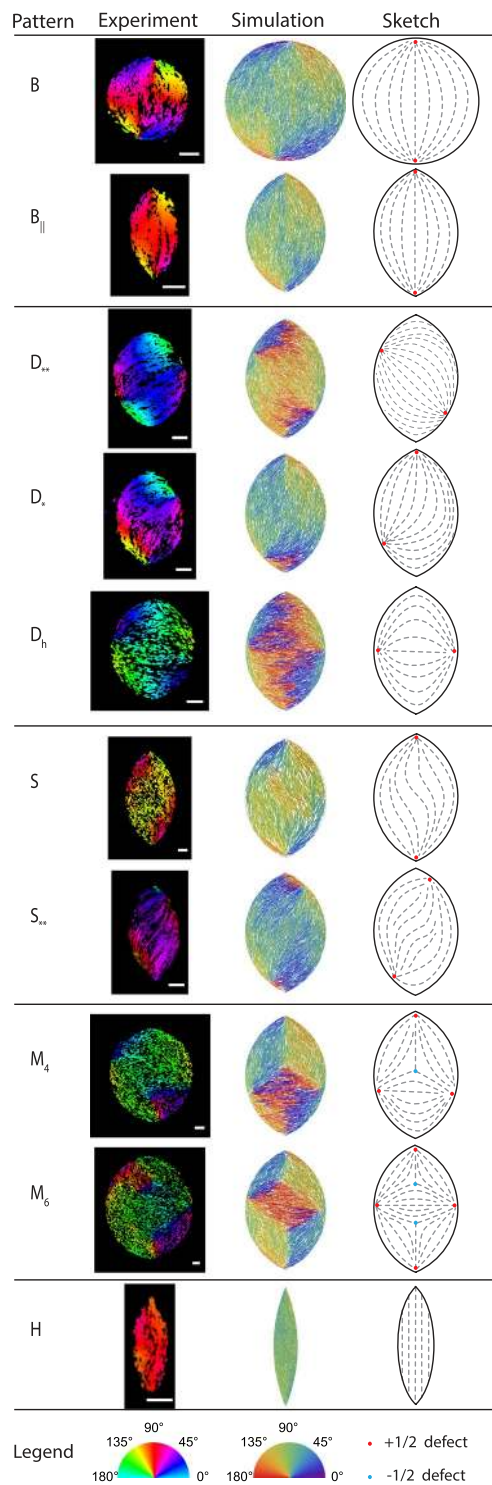 Pattern Experiment Simulation Sketch
B
B||
D**
D*
Dh
S
S**
M4
M6
H
Legend
90° 90°
135° 45° 135° 45°
180° 0° 180° 0°
+1/2 defect
-1/2 defect